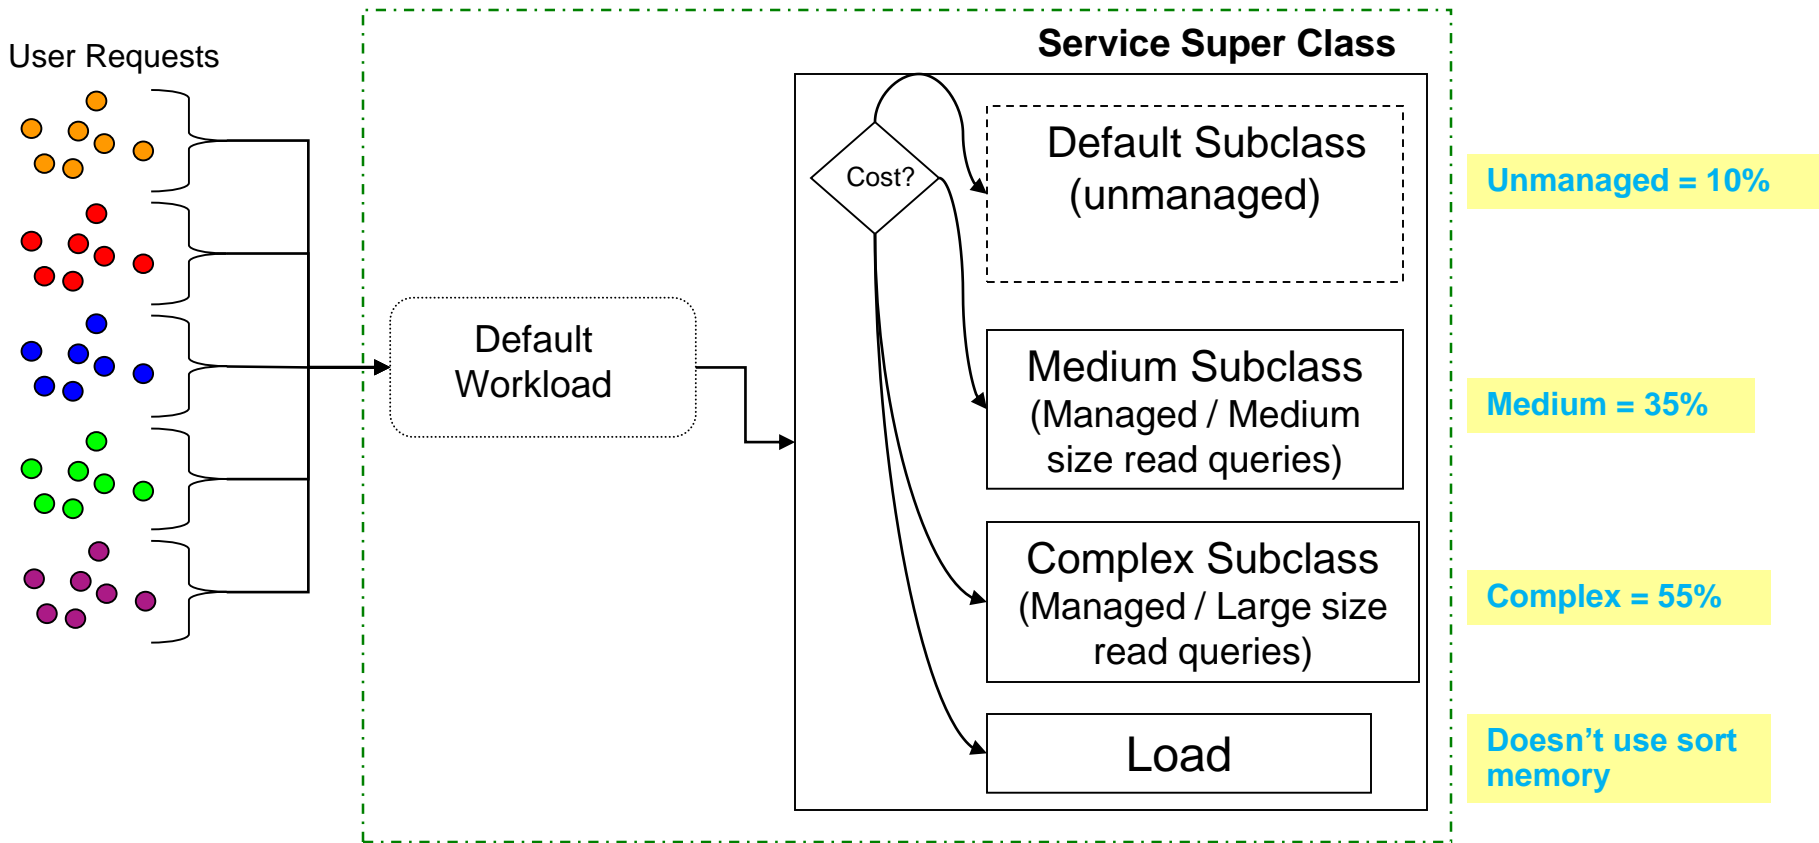 User Requests
Service Super Class
Cost?
Default Subclass
(unmanaged)
Unmanaged = 10%
Default
Workload
Medium Subclass
(Managed / Medium
size read queries)
Medium = 35%
Complex Subclass
(Managed / Large size
read queries)
Complex = 55%
Load
Doesn’t use sort
memory